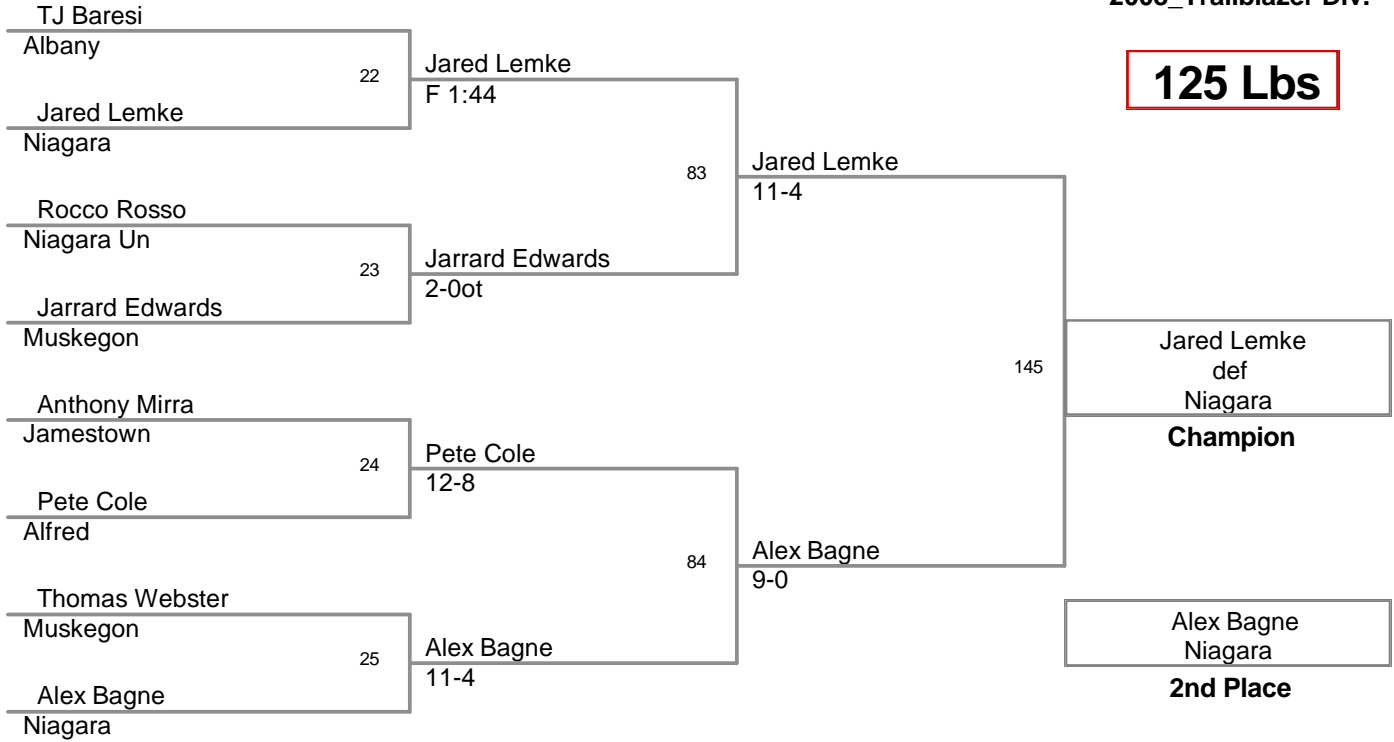 TJ Baresi
Albany
22
Jared Lemke
F 1:44
Jared Lemke
Niagara
83
Jared Lemke
11-4
Rocco Rosso
Niagara Un
23
Jarrard Edwards
2-0ot
Jarrard Edwards
Muskegon
145
Anthony Mirra
Jamestown
24
Pete Cole
12-8
Pete Cole
Alfred
84
Alex Bagne
9-0
Thomas Webster
Muskegon
25
Alex Bagne
11-4
Alex Bagne
Niagara
125 Lbs
Jared Lemke
def
Niagara
Champion
Alex Bagne
Niagara
2nd Place